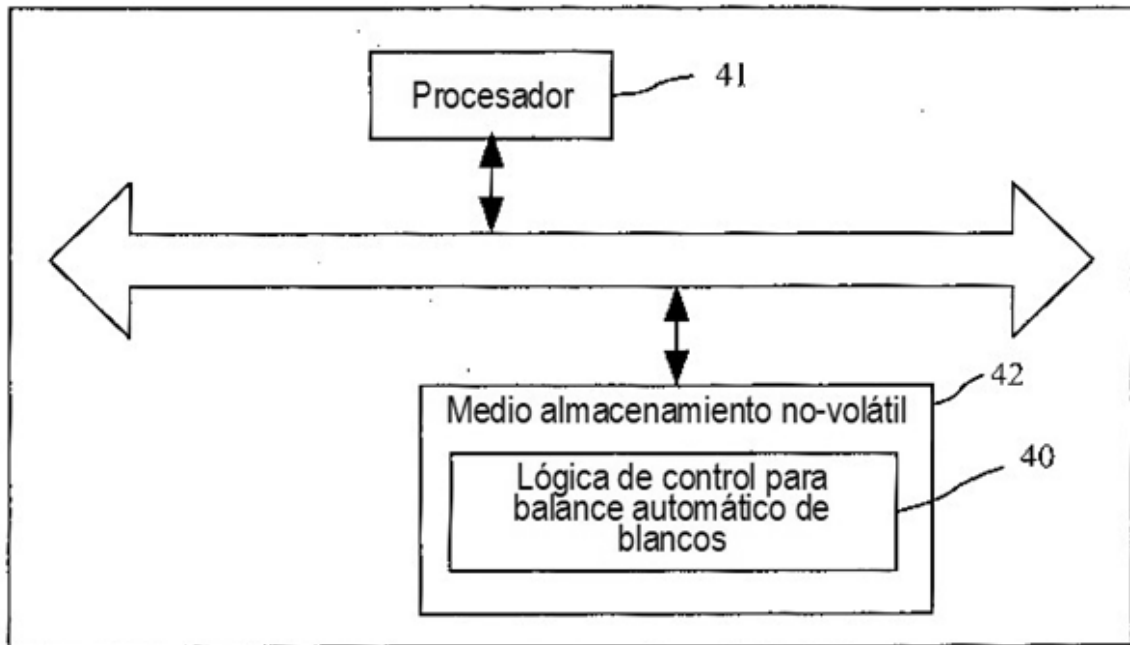 Procesador
41
42
Medio almacenamiento no-volátil
40
Lógica de control para
balance automático de
blancos